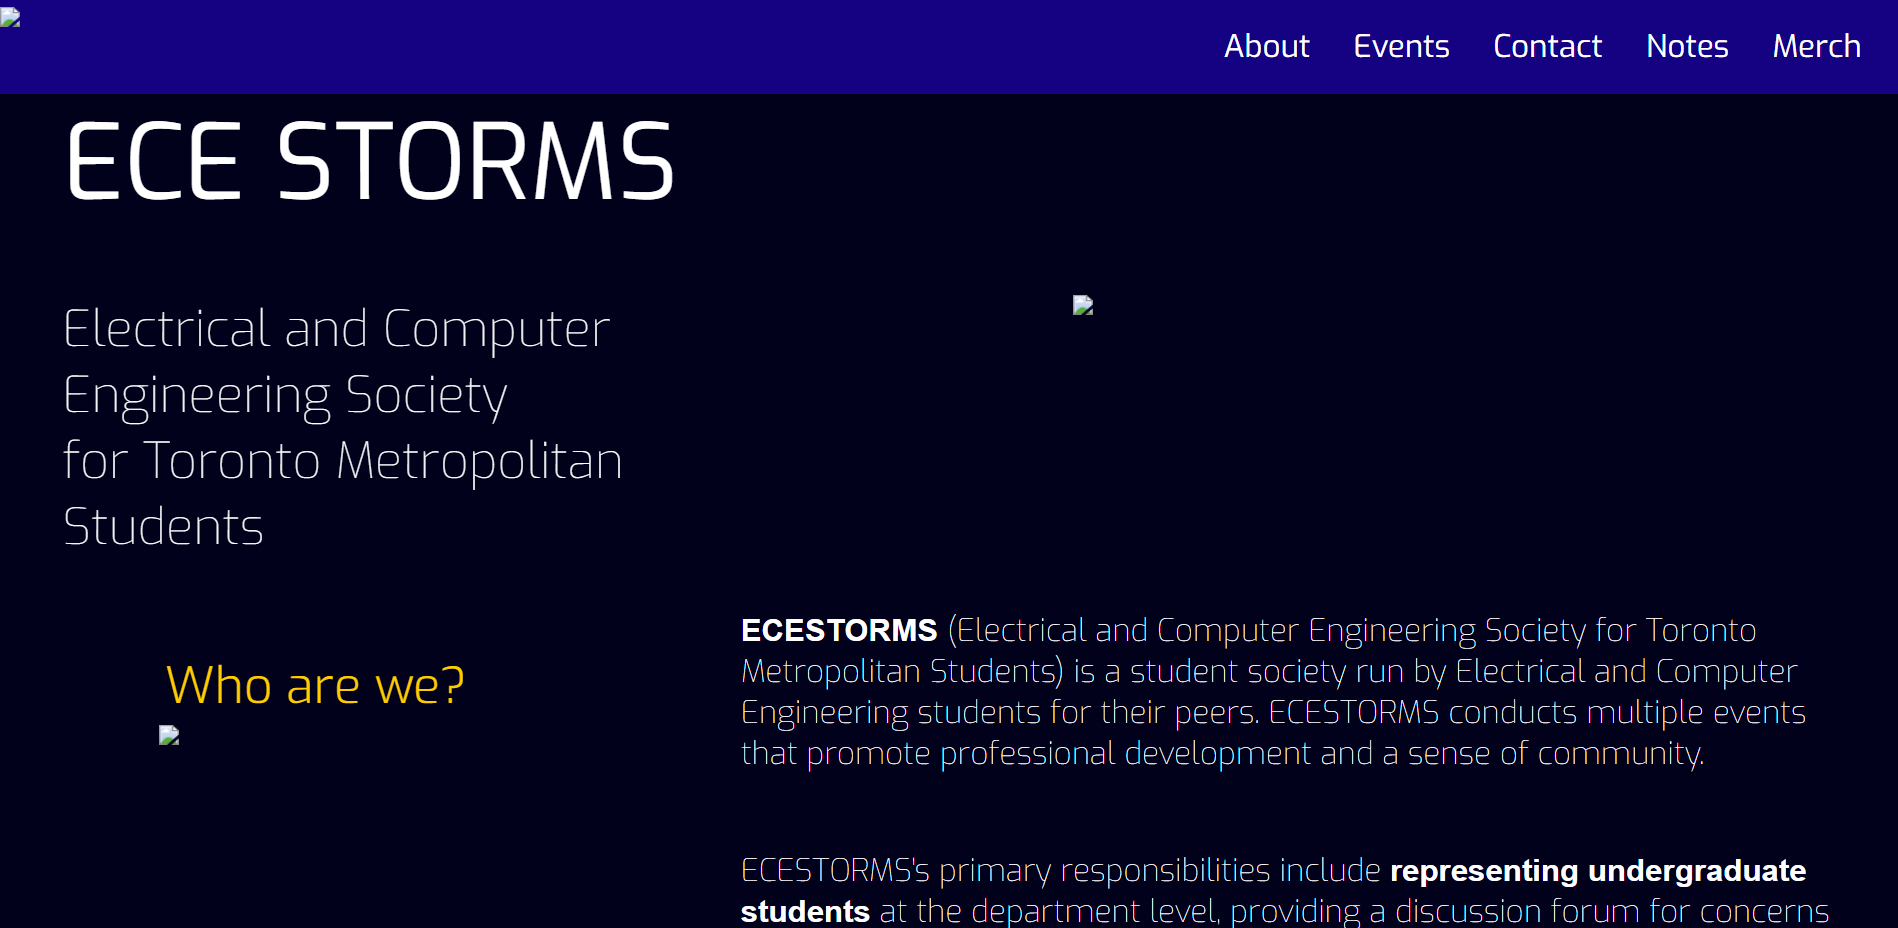 About Events Contact Notes Merch
ECE STORMS
Electrical and Computer
Engineering Society
for Toronto Metropolitan
Students
Who are we?
ECESTORMS (Electrical and Computer Engineering Society for Toronto
Metropolitan Students) is a student society run by Electrical and Computer
Engineering students for their peers. ECESTORMS conducts multiple events
that promote professional development and a sense of community.
ECESTORMS's primary responsibilities include representing undergraduate
students at the department level, providing a discussion forum for concerns